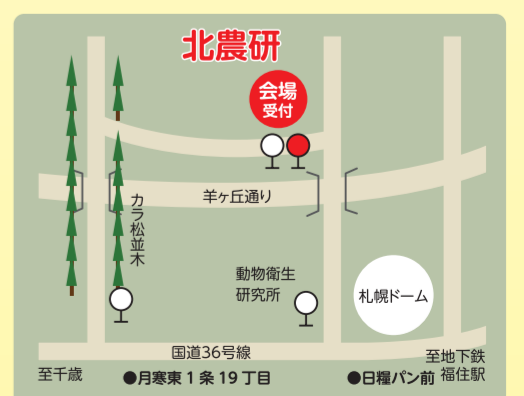 北農研
会場
受付
羊ヶ丘通り
カラ松並木
動物衛生
研究所
札幌ドーム
国道36号線
至千歳
●月寒東1条19丁目
●日糧パン前
至地下鉄
福住駅